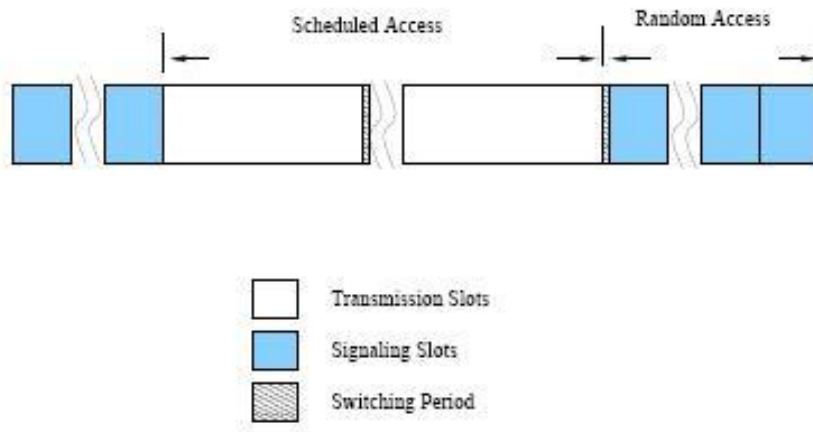 Scheduled Access
Random Access
Transmission Slots
Signaling Slots
Switching Period